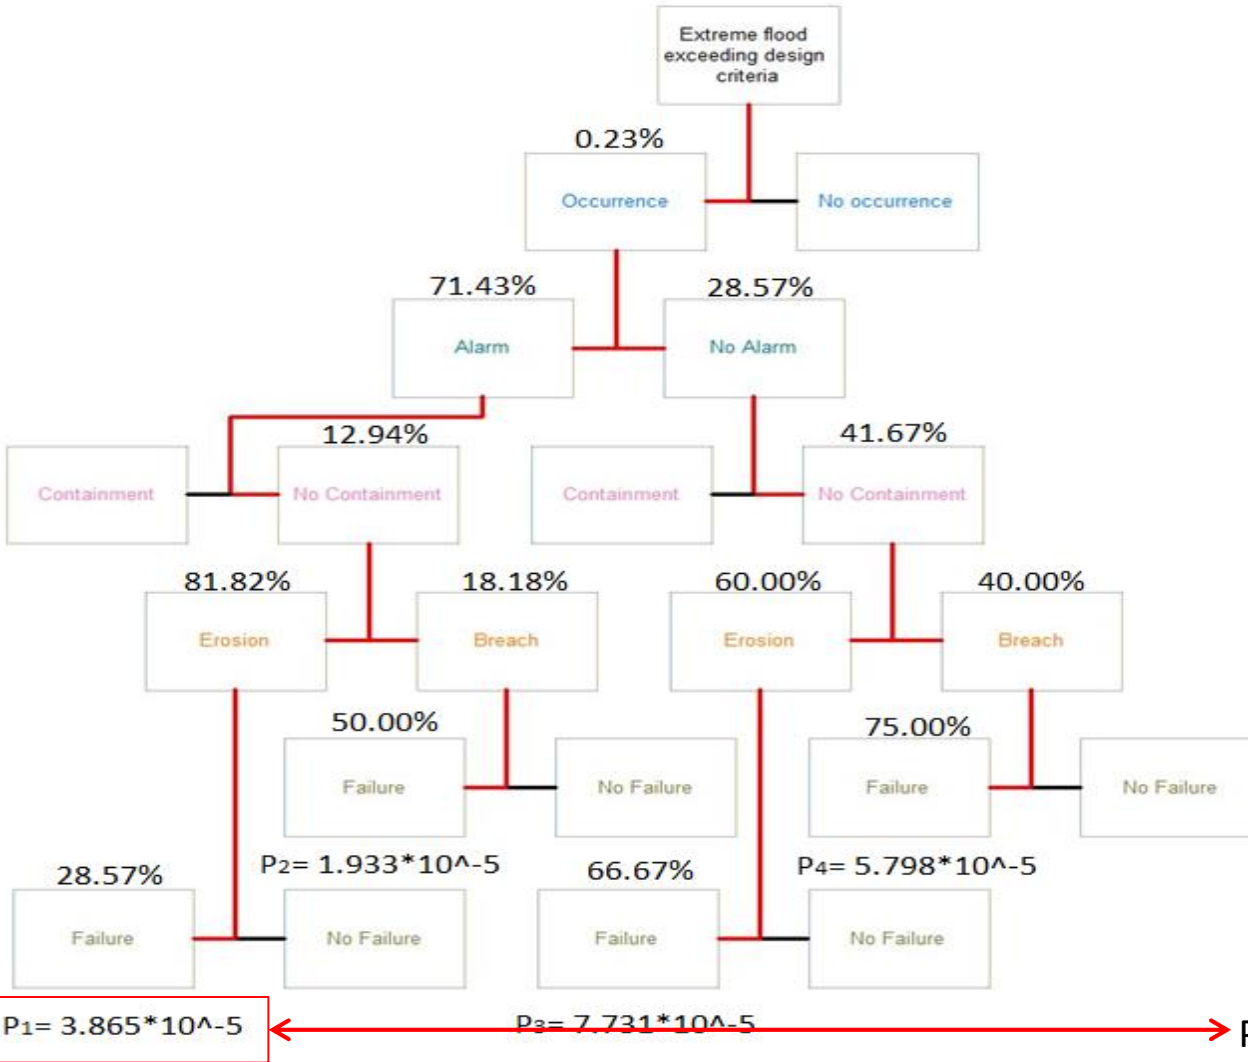 Extreme flood
exceeding design
criteria
0.23%
Occurrence
No occurrence
71.43%
28.57%
Alarm
No Alarm
12.94%
41.67%
Containment
No Containment
Containment
No Containment
81.82%
18.18%
60.00%
40.00%
Erosion
Breach
Erosion
Breach
50.00%
75.00%
Failure
No Failure
Failure
No Failure
P2= 1.933*10^-5
P4= 5.798*10^-5
28.57%
66.67%
Failure
No Failure
Failure
No Failure
P1= 3.865*10^-5
P3= 7.731*10^-5